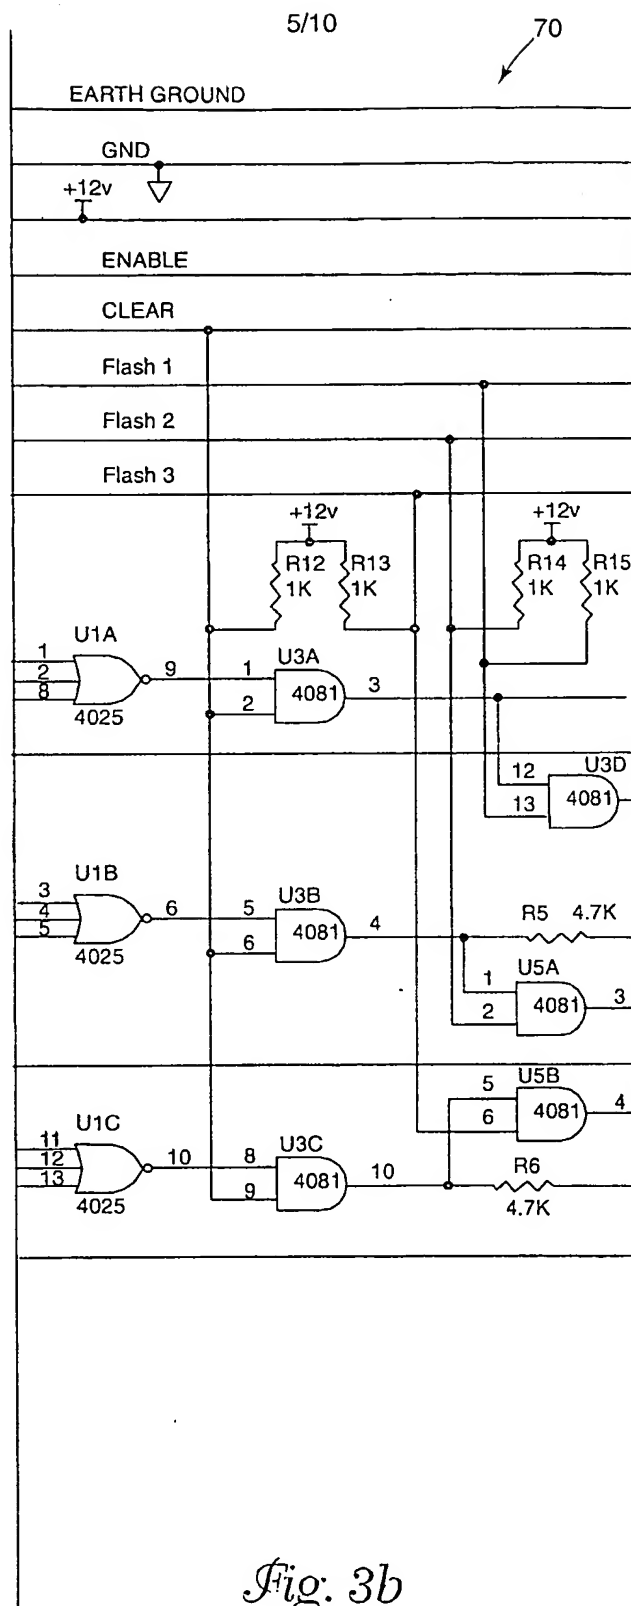 5/10 70
EARTH GROUND
GND
+12v
ENABLE
CLEAR
Flash 1
Flash 2
Flash 3
+12v +12v
R12 R13 R14 R15
1K 1K 1K 1K
U1A U3A
1 2 8 9 1 2 4081 3
4025
U3D
12 13 4081
U1B U3B R5 4.7K
3 4 5 6 5 6 4081 4
4025
U5A
1 2 4081 3
U5B
5 6 4081 4
U1C U3C R6
11 12 13 10 8 9 4081 10
4025 4.7K
Fig. 3b